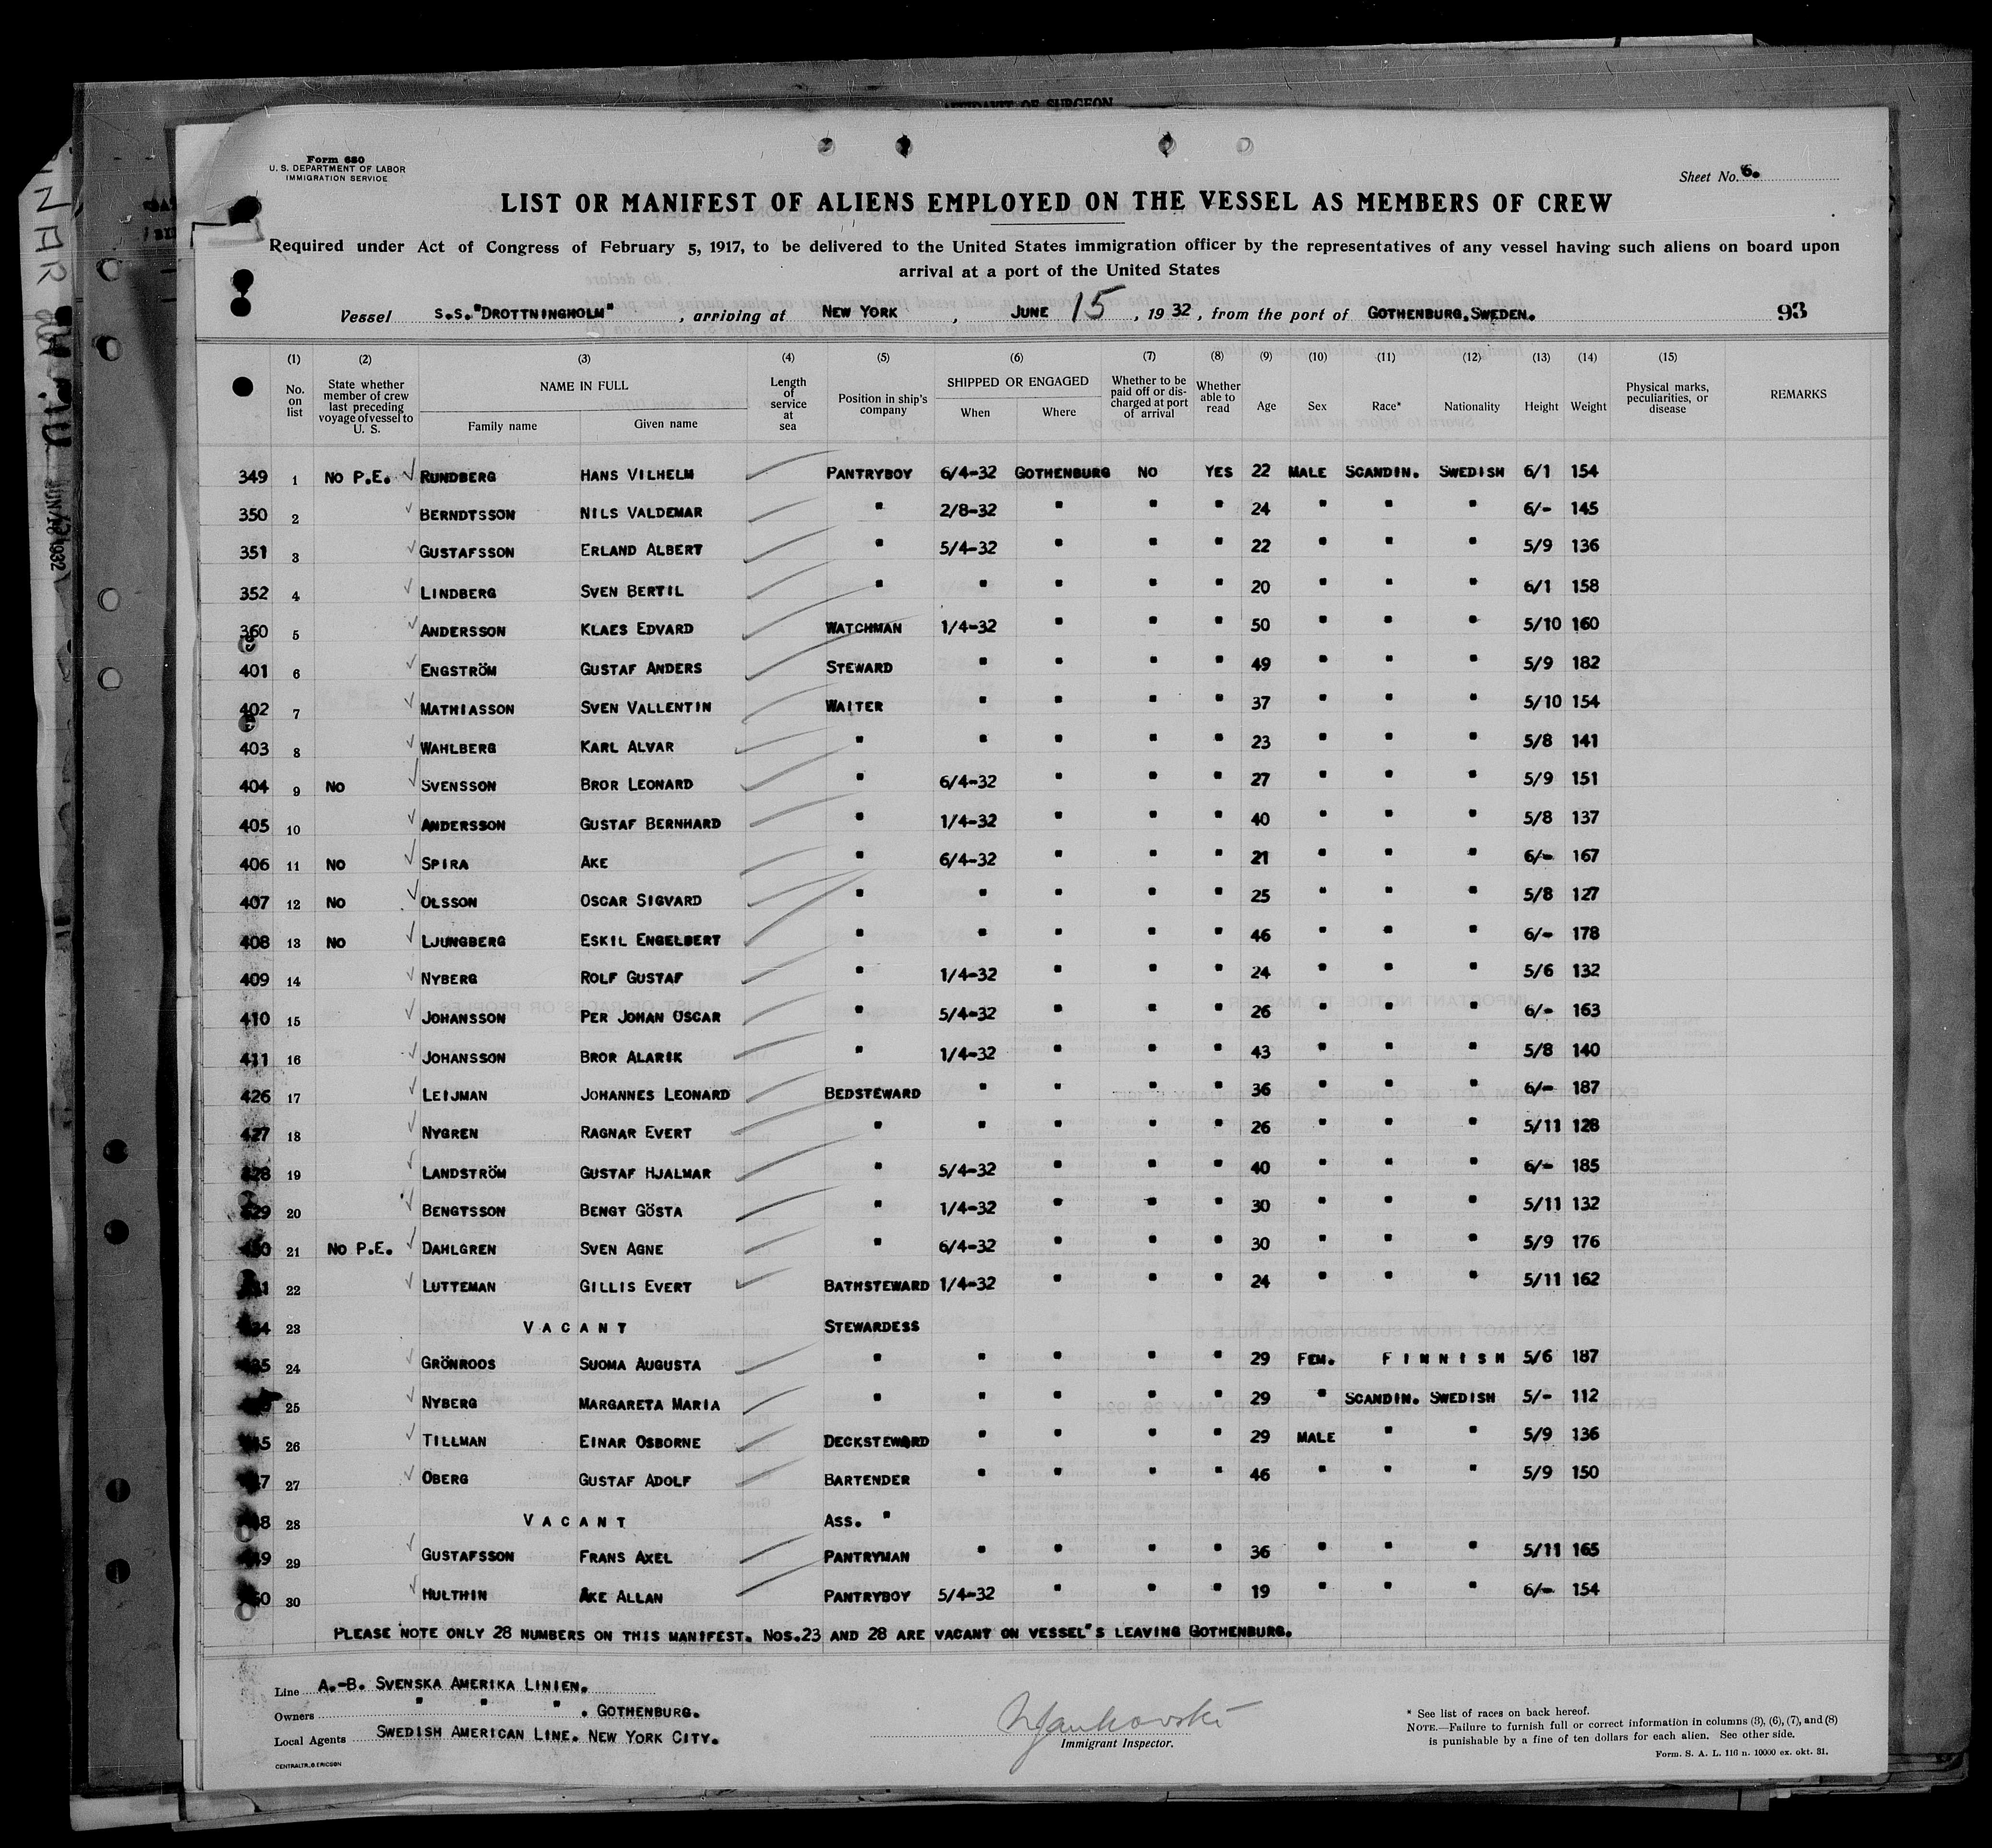 AFFIDAVIT OF SURGEON
Form 680
U. S. DEPARTMENT OF LABOR
IMMIGRATION SERVICE
Sheet No. 6.
LIST OR MANIFEST OF ALIENS EMPLOYED ON THE VESSEL AS MEMBERS OF CREW
Required under Act of Congress of February 5, 1917, to be delivered to the United States immigration officer by the representatives of any vessel having such aliens on board upon
arrival at a port of the United States
Vessel S.S. "DROTTNINGHOLM", arriving at NEW YORK, JUNE 15, 1932, from the port of GOTHENBURG, SWEDEN. 93
(1) (2) (3) (4) (5) (6) (7) (8) (9) (10) (11) (12) (13) (14) (15)
No. on list | State whether member of crew last preceding voyage of vessel to U. S. | NAME IN FULL | Family name | Given name | Length of service at sea | Position in ship's company | SHIPPED OR ENGAGED | When | Where | Whether to be paid off or discharged at port of arrival | Whether able to read | Age | Sex | Race* | Nationality | Height | Weight | Physical marks, peculiarities, or disease | REMARKS
349 1 NO P.E. ✓ RUNDBERG HANS VILHELM PANTRYBOY 6/4-32 GOTHENBURG NO YES 22 MALE SCANDIN. SWEDISH 6/1 154
350 2 ✓ BERNDTSSON NILS VALDEMAR " 2/8-32 " " " 24 " " " 6/- 145
351 3 ✓ GUSTAFSSON ERLAND ALBERT " 5/4-32 " " " 22 " " " 5/9 136
352 4 ✓ LINDBERG SVEN BERTIL " " " " " 20 " " " 6/1 158
360 5 ✓ ANDERSSON KLAES EDVARD WATCHMAN 1/4-32 " " " 50 " " " 5/10 160
401 6 ✓ ENGSTRÖM GUSTAF ANDERS STEWARD " " " " 49 " " " 5/9 182
402 7 ✓ MATHIASSON SVEN VALLENTIN WAITER " " " " 37 " " " 5/10 154
403 8 ✓ WAHLBERG KARL ALVAR " " " " " 23 " " " 5/8 141
404 9 NO ✓ SVENSSON BROR LEONARD " 6/4-32 " " " 27 " " " 5/9 151
405 10 ✓ ANDERSSON GUSTAF BERNHARD " 1/4-32 " " " 40 " " " 5/8 137
406 11 NO ✓ SPIRA AKE " 6/4-32 " " " 21 " " " 6/- 167
407 12 NO ✓ OLSSON OSCAR SIGVARD " " " " " 25 " " " 5/8 127
408 13 NO ✓ LJUNGBERG ESKIL ENGELBERT " " " " " 46 " " " 6/- 178
409 14 ✓ NYBERG ROLF GUSTAF " 1/4-32 " " " 24 " " " 5/6 132
410 15 ✓ JOHANSSON PER JOHAN OSCAR " 5/4-32 " " " 26 " " " 6/- 163
411 16 ✓ JOHANSSON BROR ALARIK " 1/4-32 " " " 43 " " " 5/8 140
426 17 ✓ LEIJMAN JOHANNES LEONARD BEDSTEWARD " " " " 36 " " " 6/- 187
427 18 ✓ NYGREN RAGNAR EVERT " " " " " 26 " " " 5/11 128
428 19 ✓ LANDSTRÖM GUSTAF HJALMAR " 5/4-32 " " " 40 " " " 6/- 185
429 20 ✓ BENGTSSON BENGT GÖSTA " 1/4-32 " " " 30 " " " 5/11 132
21 NO P.E. ✓ DAHLGREN SVEN AGNE " 6/4-32 " " " 30 " " " 5/9 176
22 ✓ LUTTEMAN GILLIS EVERT BATHSTEWARD 1/4-32 " " " 24 " " " 5/11 162
23 VACANT STEWARDESS
24 ✓ GRÖNROOS SUOMA AUGUSTA " " " " " 29 FEM. FINNISH 5/6 187
25 ✓ NYBERG MARGARETA MARIA " " " " " 29 " SCANDIN. SWEDISH 5/- 112
26 ✓ TILLMAN EINAR OSBORNE DECKSTEWARD " " " " 29 MALE " " 5/9 136
27 ✓ ÖBERG GUSTAF ADOLF BARTENDER " " " " 46 " " " 5/9 150
28 VACANT ASS. "
29 ✓ GUSTAFSSON FRANS AXEL PANTRYMAN " " " " 36 " " " 5/11 165
30 ✓ HULTHIN ÅKE ALLAN PANTRYBOY 5/4-32 " " " 19 " " " 6/- 154
PLEASE NOTE ONLY 28 NUMBERS ON THIS MANIFEST. NOS.23 AND 28 ARE VACANT ON VESSEL"S LEAVING GOTHENBURG.
Line A.-B. SVENSKA AMERIKA LINIEN.
Owners " " " . GOTHENBURG.
Local Agents SWEDISH AMERICAN LINE. NEW YORK CITY.
CENTRALTR, G. ERICSON
Immigrant Inspector.
* See list of races on back hereof.
NOTE.—Failure to furnish full or correct information in columns (3), (6), (7), and (8)
is punishable by a fine of ten dollars for each alien. See other side.
Form. S. A. L. 116 n. 10000 ex. okt. 31.